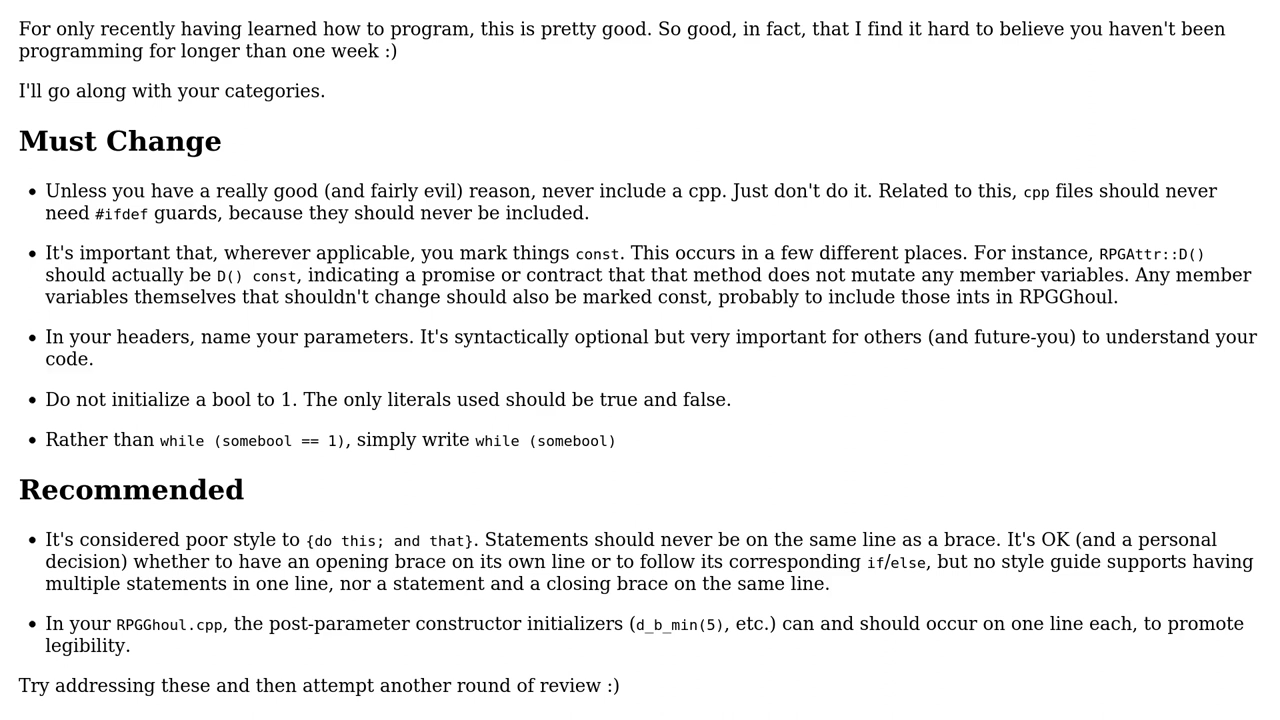 For only recently having learned how to program, this is pretty good. So good, in fact, that I find it hard to believe you haven't been
programming for longer than one week :)
I'll go along with your categories.
Must Change
• Unless you have a really good (and fairly evil) reason, never include a cpp. Just don't do it. Related to this, cpp files should never
need #ifdef guards, because they should never be included.
• It's important that, wherever applicable, you mark things const. This occurs in a few different places. For instance, RPGAttr::D()
should actually be D() const, indicating a promise or contract that that method does not mutate any member variables. Any member
variables themselves that shouldn't change should also be marked const, probably to include those ints in RPGGhoul.
• In your headers, name your parameters. It's syntactically optional but very important for others (and future-you) to understand your
code.
• Do not initialize a bool to 1. The only literals used should be true and false.
• Rather than while (somebool == 1), simply write while (somebool)
Recommended
• It's considered poor style to {do this; and that}. Statements should never be on the same line as a brace. It's OK (and a personal
decision) whether to have an opening brace on its own line or to follow its corresponding if/else, but no style guide supports having
multiple statements in one line, nor a statement and a closing brace on the same line.
• In your RPGGhoul.cpp, the post-parameter constructor initializers (d_b_min(5), etc.) can and should occur on one line each, to promote
legibility.
Try addressing these and then attempt another round of review :)